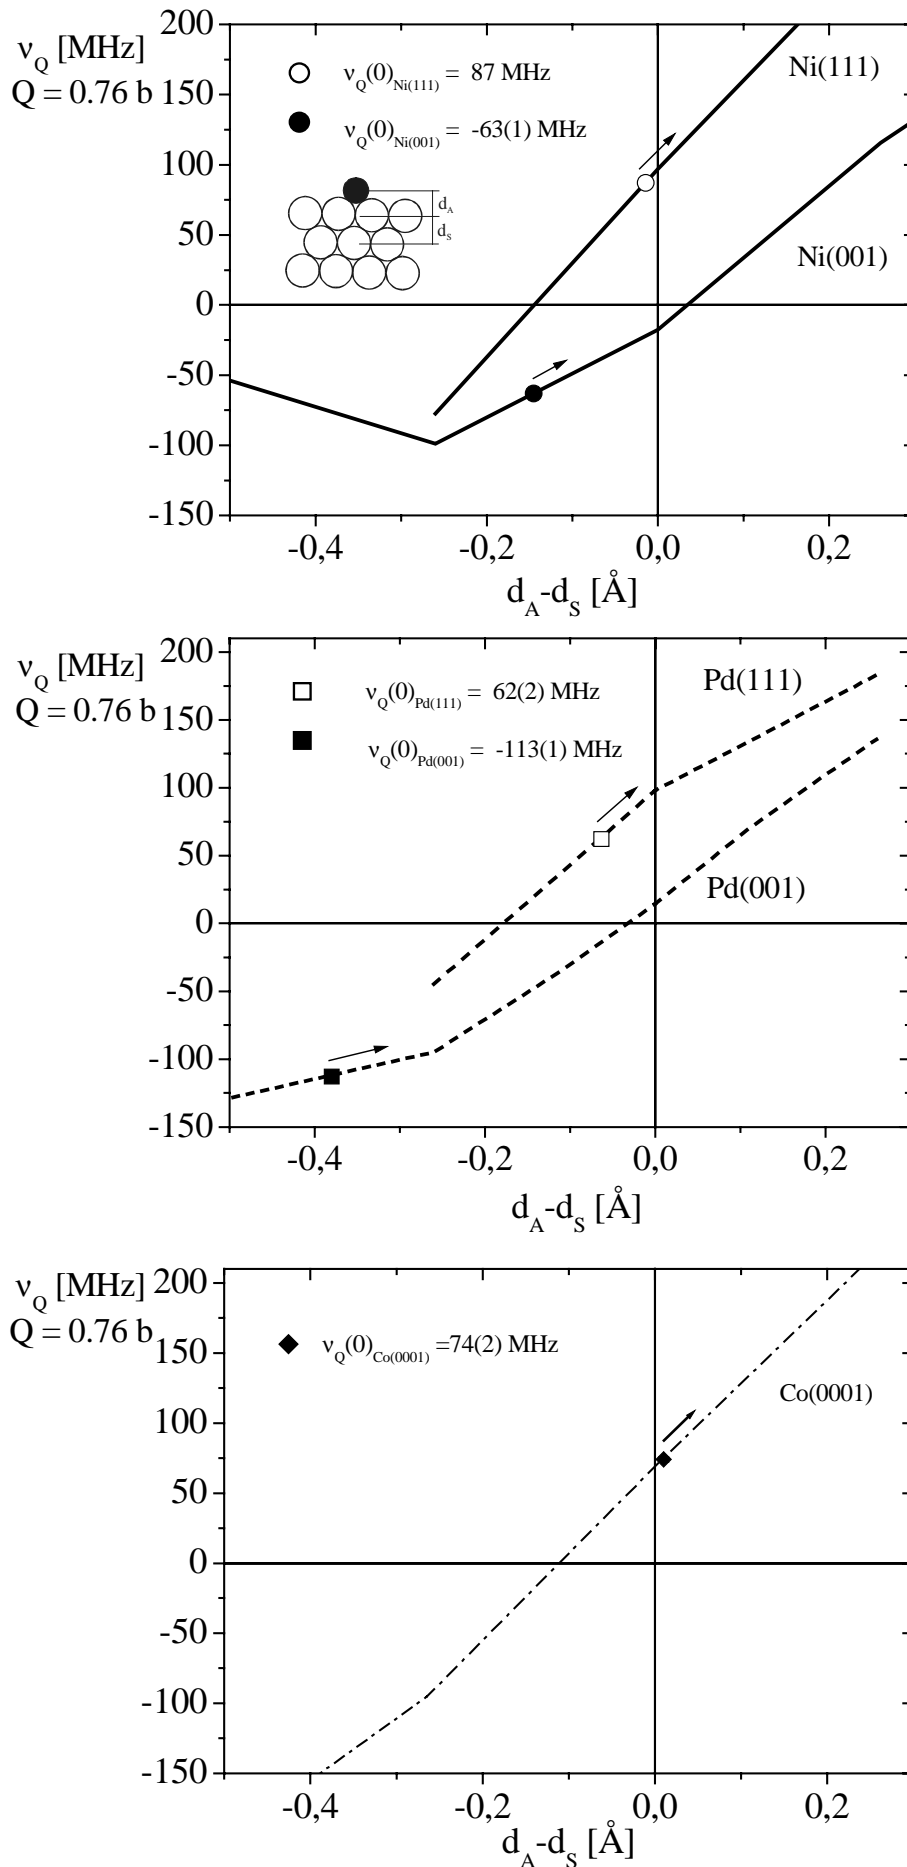 200
ν_Q [MHz]
Q = 0.76 b
150
100
50
0
-50
-100
-150
ν_Q(0)_Ni(111) = 87 MHz
ν_Q(0)_Ni(001) = -63(1) MHz
d_A
d_S
Ni(111)
Ni(001)
-0,4 -0,2 0,0 0,2
d_A-d_S [Å]
200
ν_Q [MHz]
Q = 0.76 b
150
100
50
0
-50
-100
-150
ν_Q(0)_Pd(111) = 62(2) MHz
ν_Q(0)_Pd(001) = -113(1) MHz
Pd(111)
Pd(001)
-0,4 -0,2 0,0 0,2
d_A-d_S [Å]
200
ν_Q [MHz]
Q = 0.76 b
150
100
50
0
-50
-100
-150
ν_Q(0)_Co(0001) =74(2) MHz
Co(0001)
-0,4 -0,2 0,0 0,2
d_A-d_S [Å]